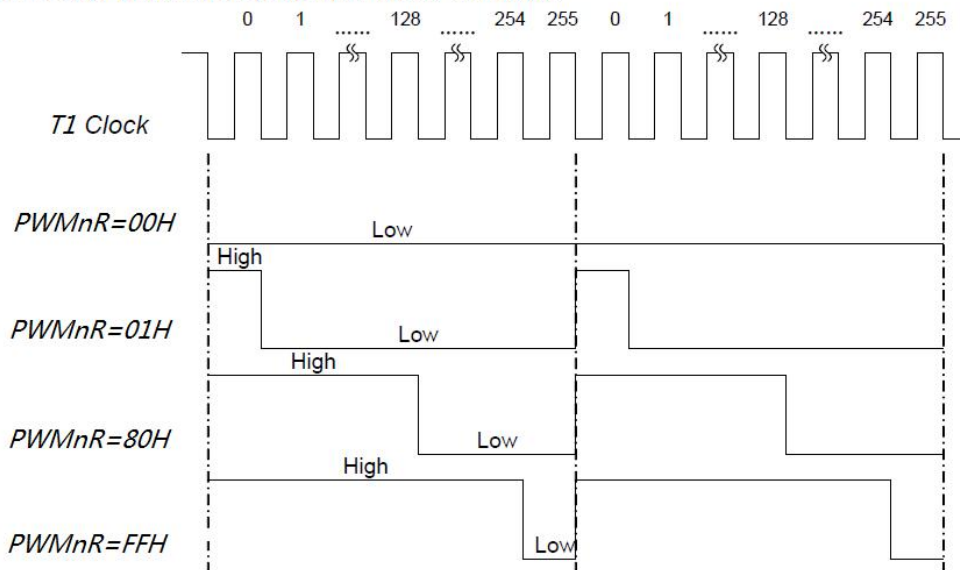 0 1 ...... 128 ...... 254 255 0 1 ...... 128 ...... 254 255
T1 Clock
PWMnR=00H
Low
High
PWMnR=01H
Low
High
PWMnR=80H
Low
High
PWMnR=FFH
Low